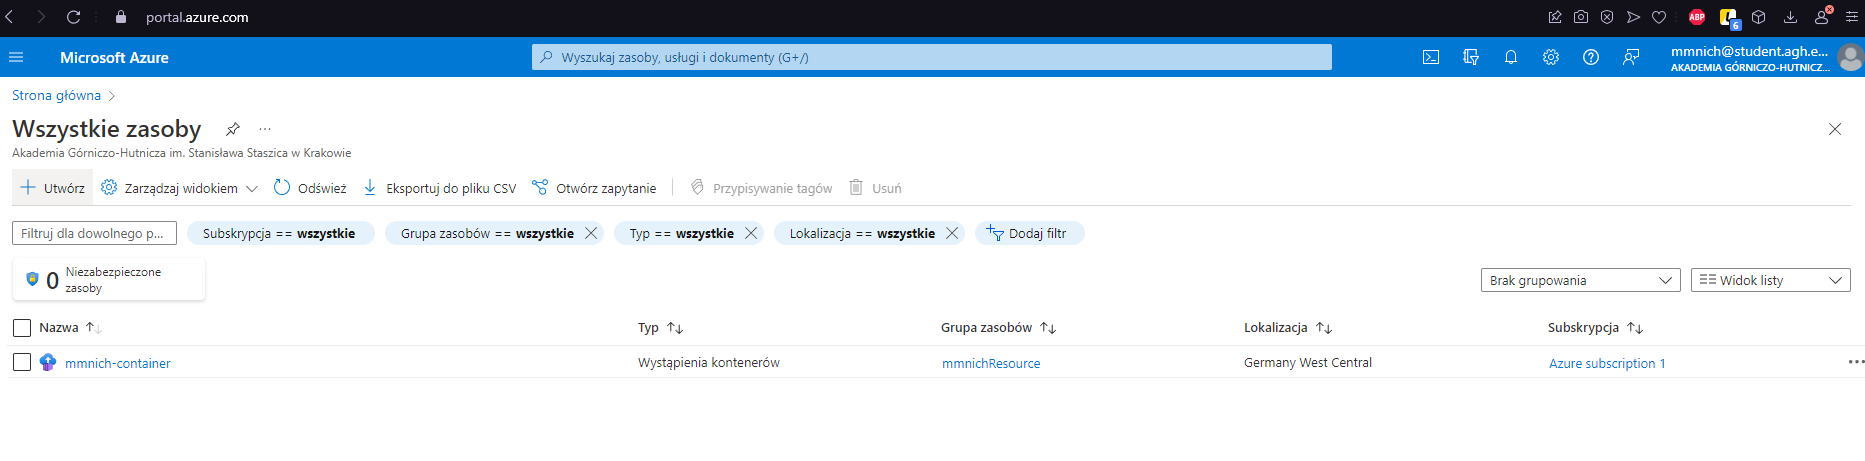 portal.azure.com
ABP
6
Microsoft Azure
Wyszukaj zasoby, usługi i dokumenty (G+/)
mmnich@student.agh.e...
AKADEMIA GÓRNICZO-HUTNICZ...
Strona główna
Wszystkie zasoby
Akademia Górniczo-Hutnicza im. Stanisława Staszica w Krakowie
Utwórz Zarządzaj widokiem Odśwież Eksportuj do pliku CSV Otwórz zapytanie Przypisywanie tagów Usuń
Filtruj dla dowolnego p... Subskrypcja == wszystkie Grupa zasobów == wszystkie Typ == wszystkie Lokalizacja == wszystkie Dodaj filtr
0 Niezabezpieczone
zasoby
Brak grupowania Widok listy
Nazwa Typ Grupa zasobów Lokalizacja Subskrypcja
mmnich-container Wystąpienia kontenerów mmnichResource Germany West Central Azure subscription 1